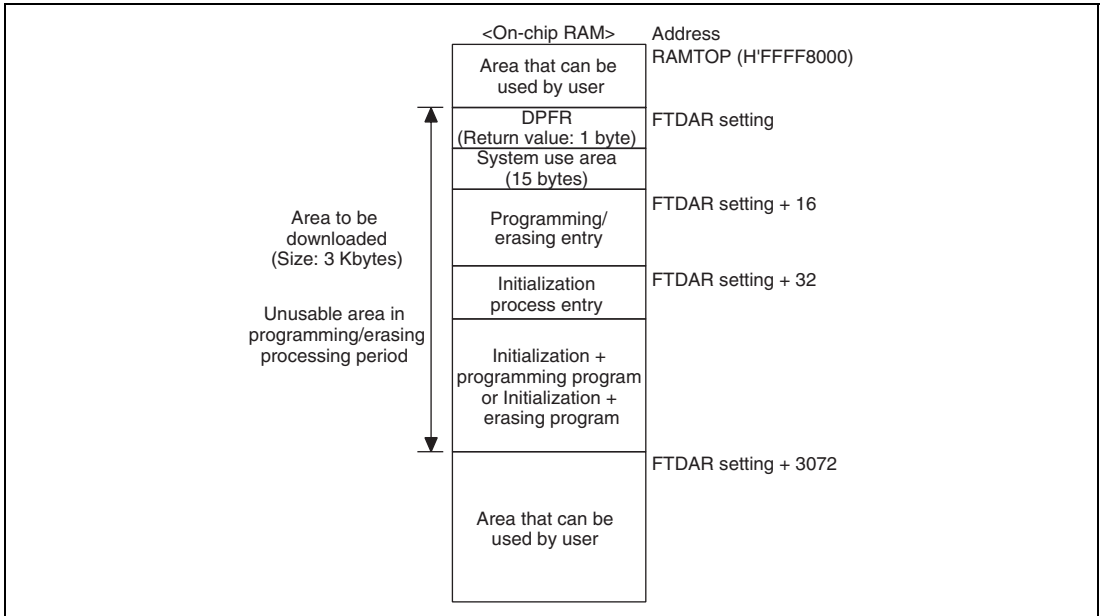 <On-chip RAM>
Address
RAMTOP (H'FFFF8000)
Area that can be
used by user
DPFR
(Return value: 1 byte)
FTDAR setting
System use area
(15 bytes)
FTDAR setting + 16
Programming/
erasing entry
Area to be
downloaded
(Size: 3 Kbytes)
Unusable area in
programming/erasing
processing period
FTDAR setting + 32
Initialization
process entry
Initialization +
programming program
or Initialization +
erasing program
FTDAR setting + 3072
Area that can be
used by user